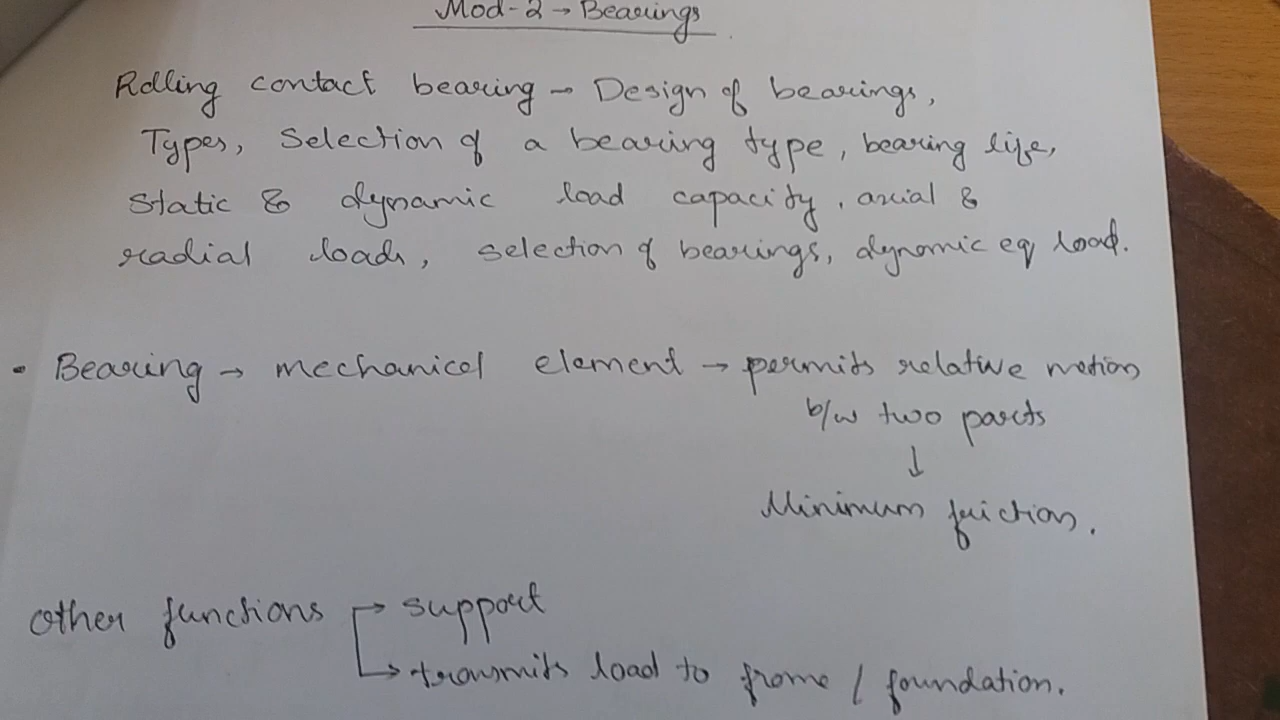 Mod-2 → Bearings
Rolling contact bearing → Design of bearings,
Types, Selection of a bearing type, bearing life,
Static & dynamic load capacity, axial &
radial loads, selection of bearings, dynamic eq load.
• Bearing → mechanical element → permits relative motion
b/w two parts
↓
Minimum friction.
Other functions → support
→ transmits load to frame / foundation.